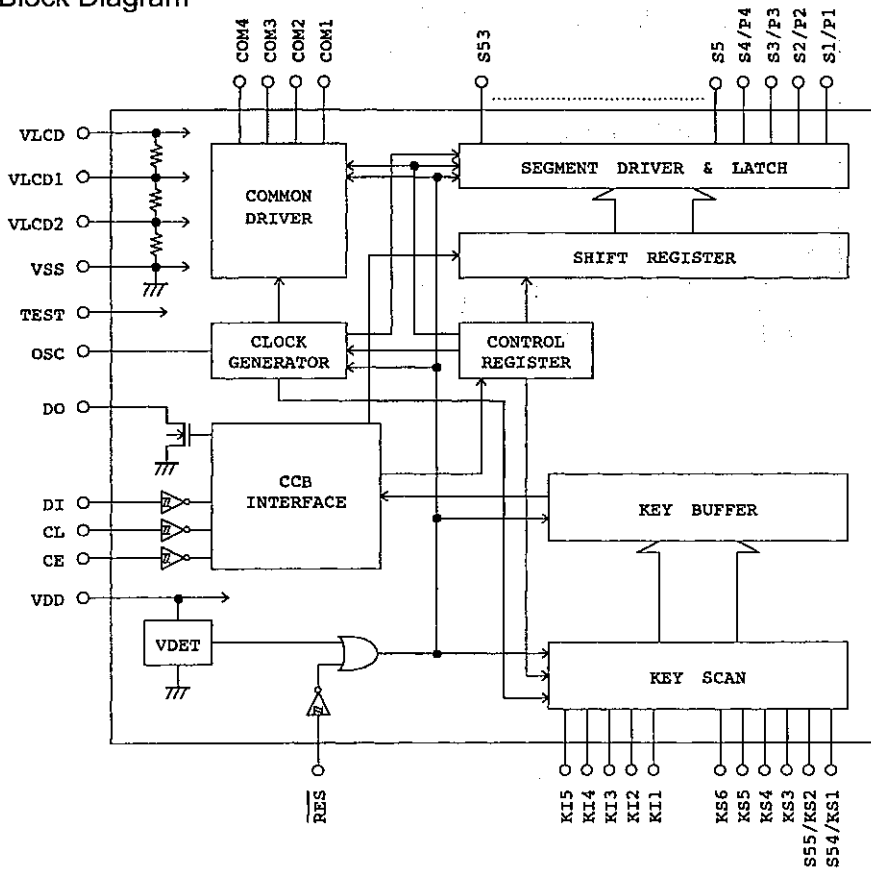 Block Diagram
COM4
COM3
COM2
COM1
S53
S5
S4/P4
S3/P3
S2/P2
S1/P1
VLCD
VLCD1
VLCD2
VSS
TEST
OSC
DO
DI
CL
CE
VDD
COMMON
DRIVER
SEGMENT DRIVER & LATCH
SHIFT REGISTER
CLOCK
GENERATOR
CONTROL
REGISTER
CCB
INTERFACE
KEY BUFFER
VDET
KEY SCAN
RES
KI5
KI4
KI3
KI2
KI1
KS6
KS5
KS4
KS3
S55/KS2
S54/KS1